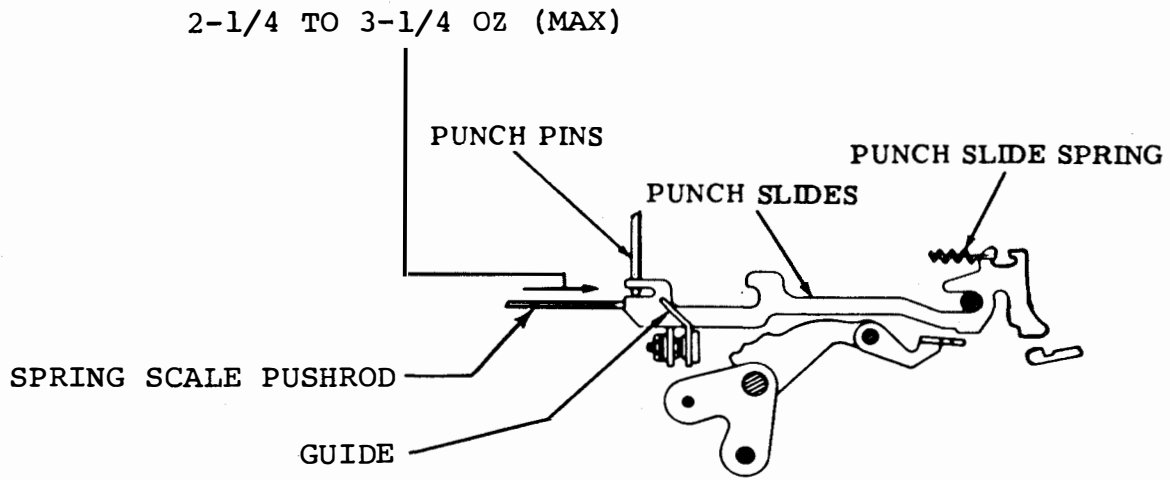 2-1/4 TO 3-1/4 OZ (MAX)
PUNCH PINS
PUNCH SLIDE SPRING
PUNCH SLIDES
SPRING SCALE PUSHROD
GUIDE